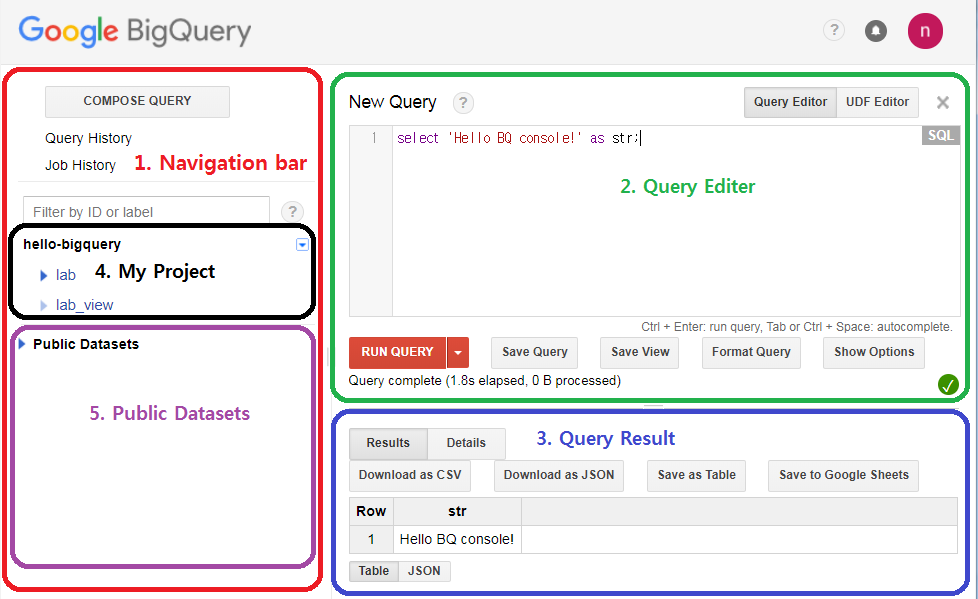 Google BigQuery
?
n
COMPOSE QUERY
Query History
Job History
1. Navigation bar
Filter by ID or label
?
hello-bigquery
lab
4. My Project
lab_view
Public Datasets
5. Public Datasets
New Query
?
Query Editor
UDF Editor
×
1
select 'Hello BQ console!' as str;
SQL
2. Query Editer
Ctrl + Enter: run query, Tab or Ctrl + Space: autocomplete.
RUN QUERY
Save Query
Save View
Format Query
Show Options
Query complete (1.8s elapsed, 0 B processed)
Results
Details
3. Query Result
Download as CSV
Download as JSON
Save as Table
Save to Google Sheets
Row
str
1
Hello BQ console!
Table
JSON